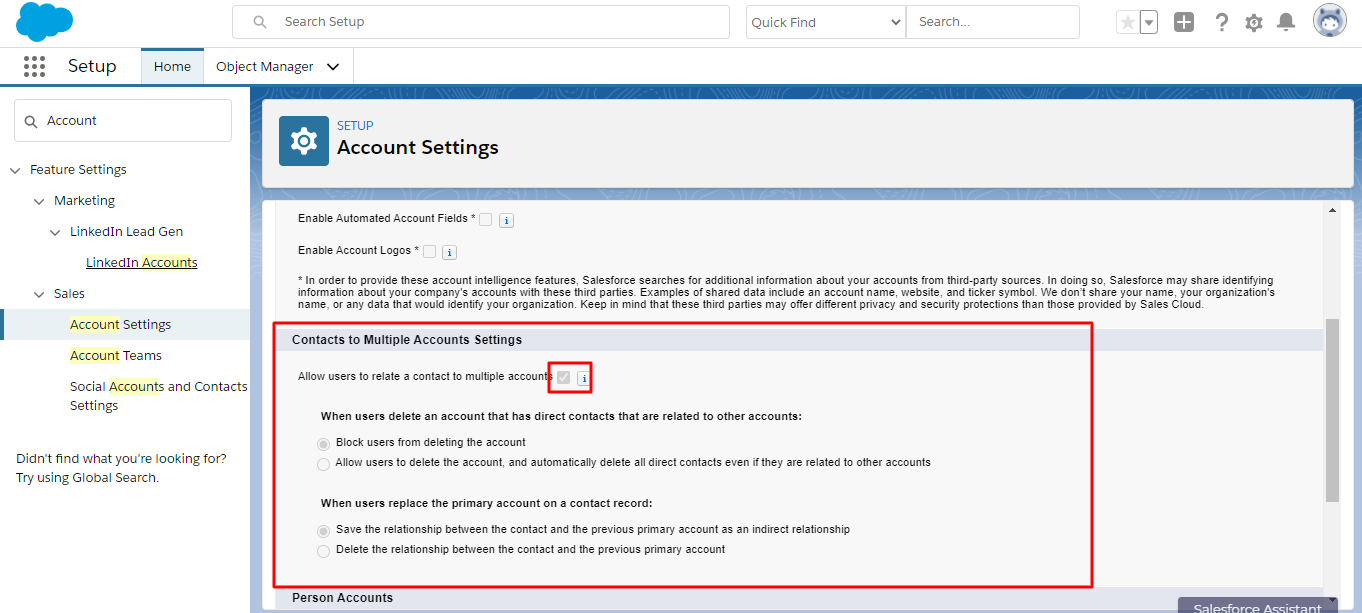 Search Setup
Quick Find
Search...
Setup
Home
Object Manager
Account
Feature Settings
Marketing
LinkedIn Lead Gen
LinkedIn Accounts
Sales
Account Settings
Account Teams
Social Accounts and Contacts
Settings
Didn't find what you're looking for?
Try using Global Search.
SETUP
Account Settings
Enable Automated Account Fields * i
Enable Account Logos * i
* In order to provide these account intelligence features, Salesforce searches for additional information about your accounts from third-party sources. In doing so, Salesforce may share identifying
information about your company's accounts with these third parties. Examples of shared data include an account name, website, and ticker symbol. We don't share your name, your organization's
name, or any data that would identify your organization. Keep in mind that these third parties may offer different privacy and security protections than those provided by Sales Cloud.
Contacts to Multiple Accounts Settings
Allow users to relate a contact to multiple accounts i
When users delete an account that has direct contacts that are related to other accounts:
Block users from deleting the account
Allow users to delete the account, and automatically delete all direct contacts even if they are related to other accounts
When users replace the primary account on a contact record:
Save the relationship between the contact and the previous primary account as an indirect relationship
Delete the relationship between the contact and the previous primary account
Person Accounts
Salesforce Assistant